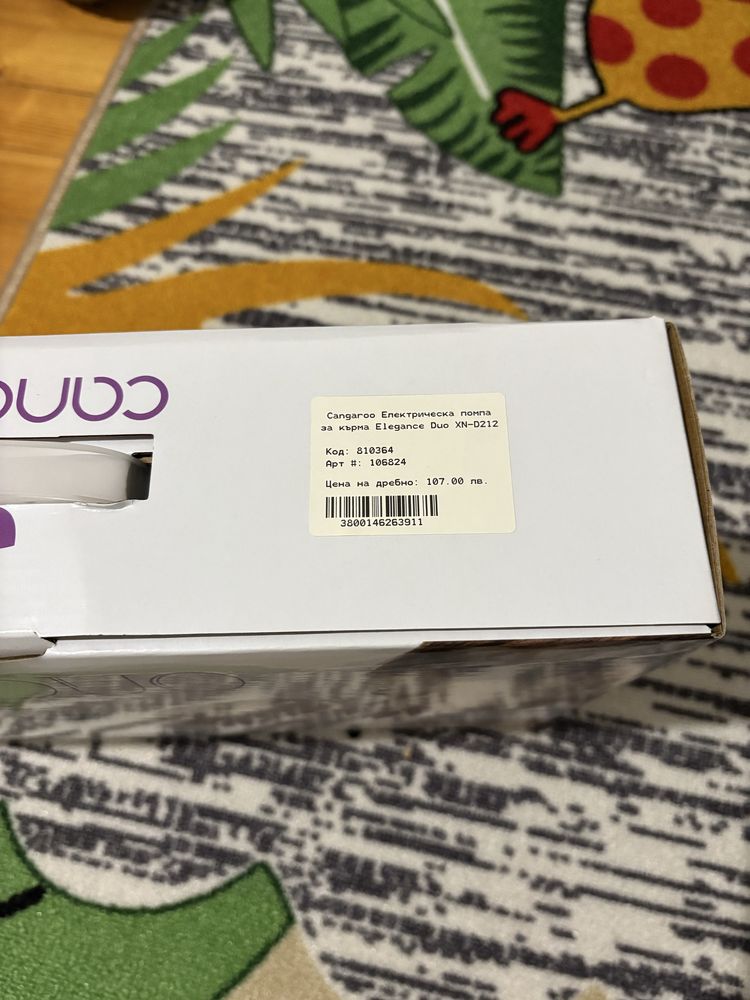 cang
Cangaroo Електрическа помпа
за кърма Elegance Duo XN-D212
Код: 810364
Арт #: 106824
Цена на дребно: 107.00 лв.
3800146263911